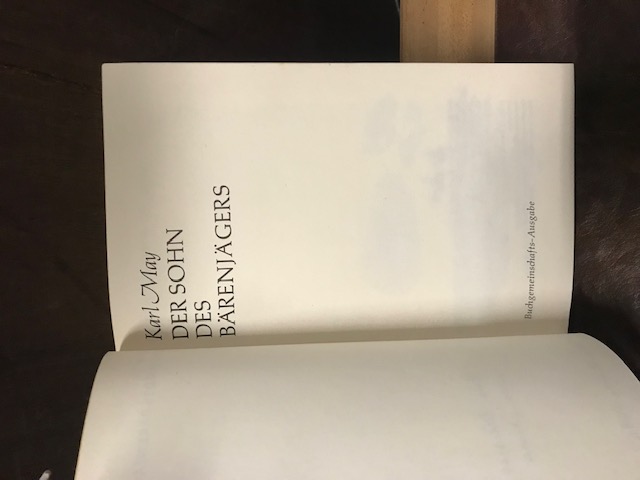 Karl May
DER SOHN
DES
BÄRENJÄGERS
Buchgemeinschafts-Ausgabe